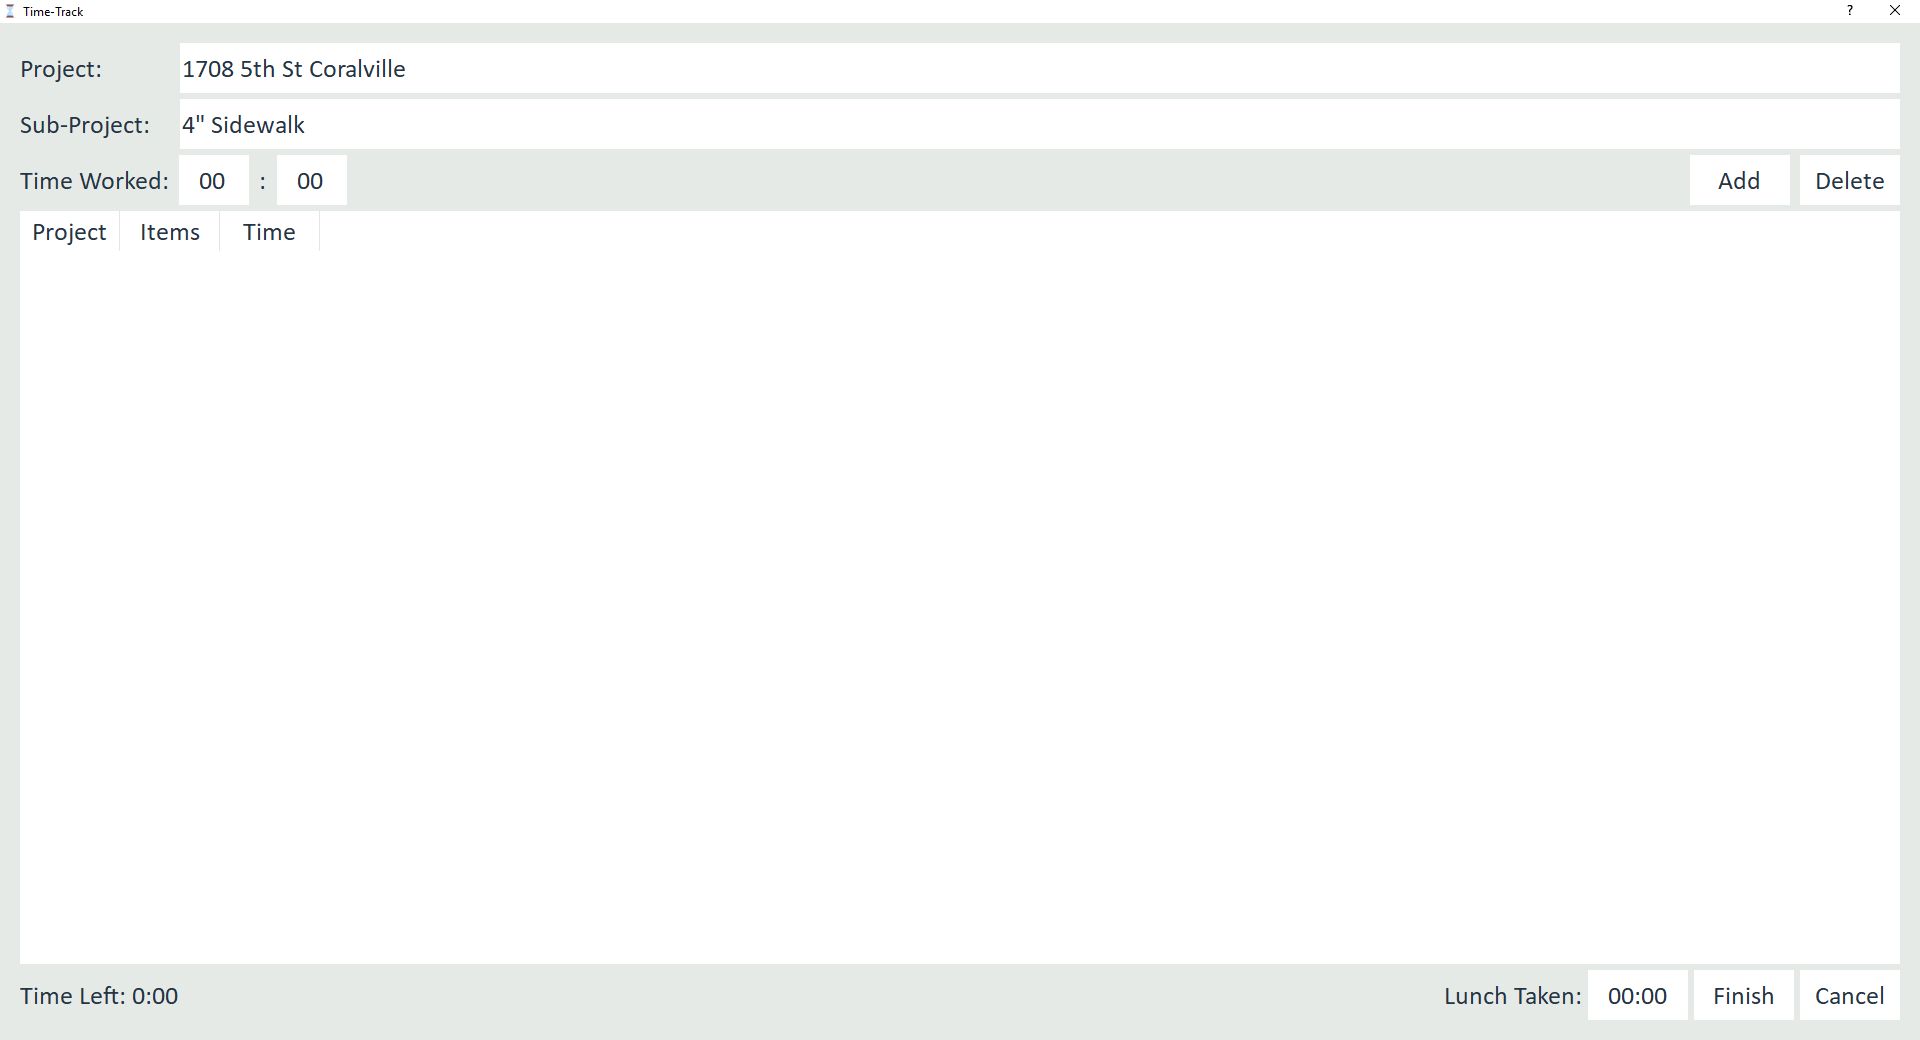 Time-Track
?
Project: 1708 5th St Coralville
Sub-Project: 4" Sidewalk
Time Worked: 00 : 00 Add Delete
Project Items Time
Time Left: 0:00 Lunch Taken: 00:00 Finish Cancel